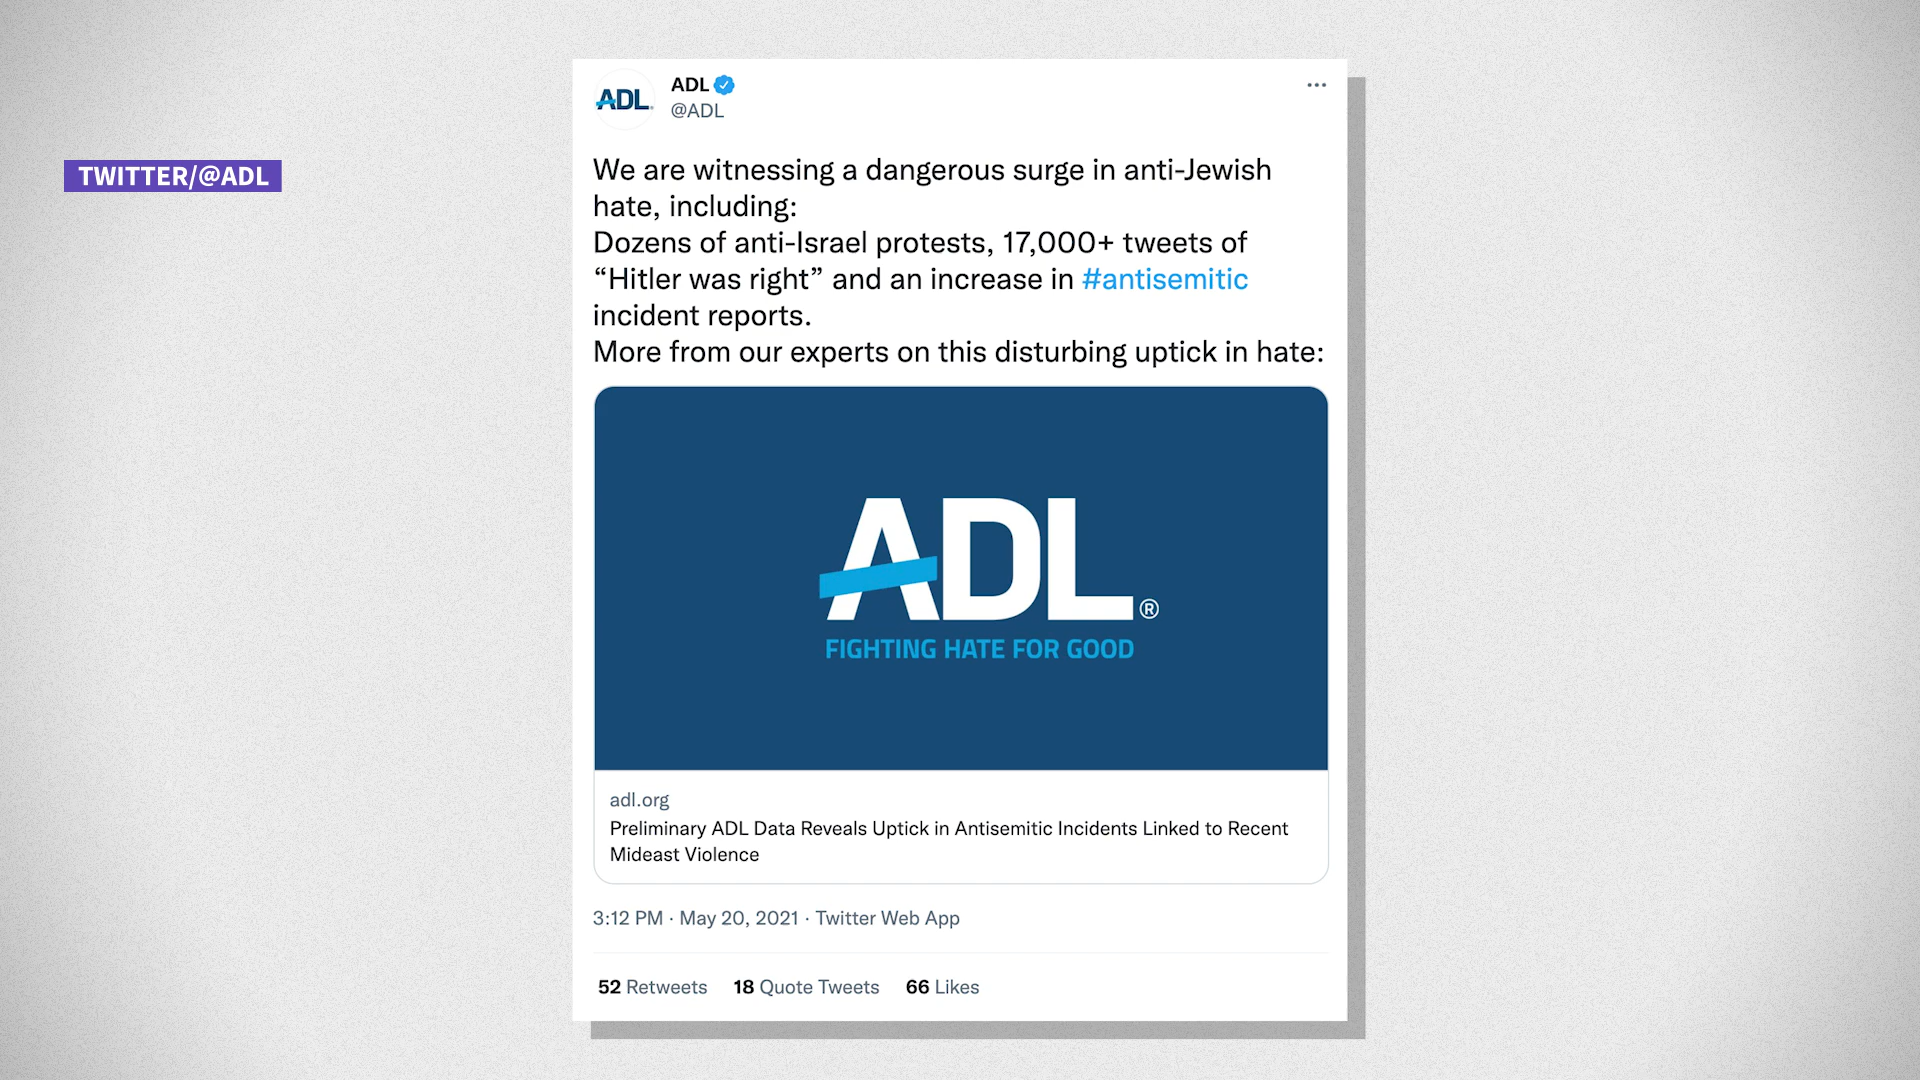 TWITTER/@ADL
ADL.
ADL
@ADL
We are witnessing a dangerous surge in anti-Jewish
hate, including:
Dozens of anti-Israel protests, 17,000+ tweets of
“Hitler was right” and an increase in #antisemitic
incident reports.
More from our experts on this disturbing uptick in hate:
ADL.®
FIGHTING HATE FOR GOOD
adl.org
Preliminary ADL Data Reveals Uptick in Antisemitic Incidents Linked to Recent
Mideast Violence
3:12 PM · May 20, 2021 · Twitter Web App
52 Retweets 18 Quote Tweets 66 Likes